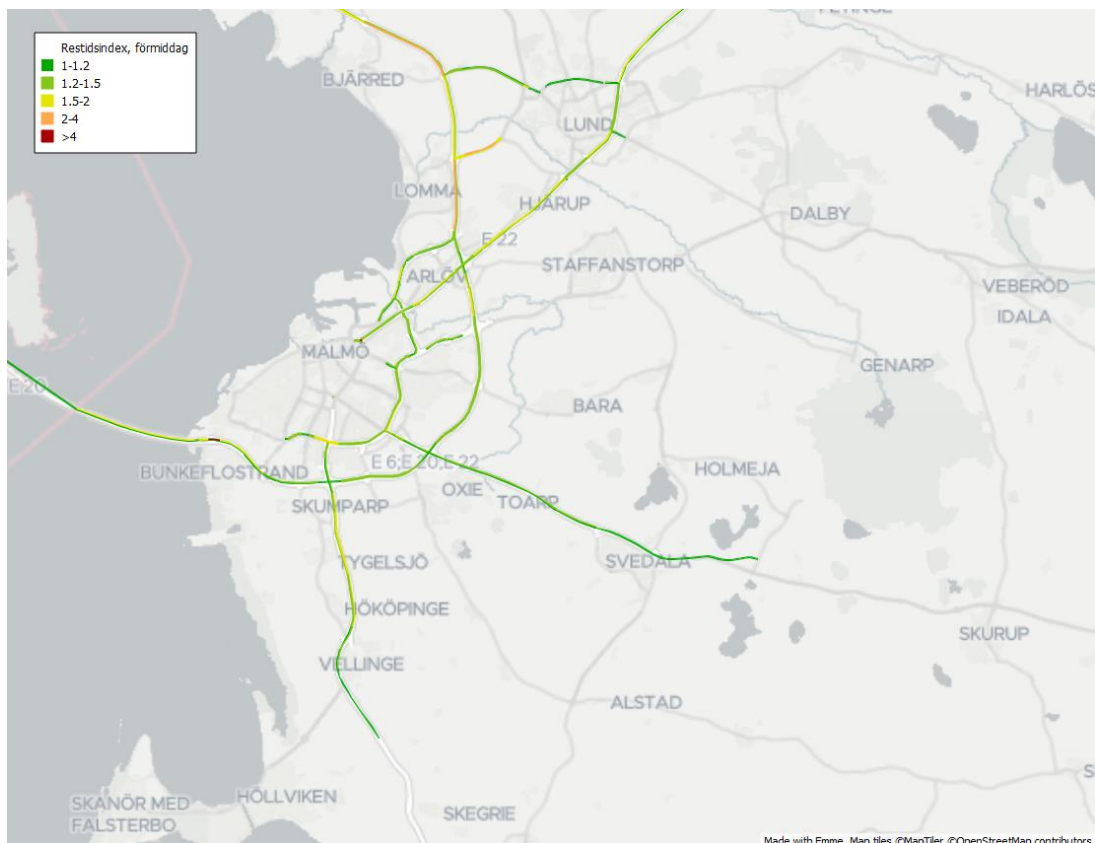 Restidsindex, förmiddag
1-1.2
1.2-1.5
1.5-2
2-4
>4
BJÄRRED
HARLÖS
LUND
LOMMA
HJÄRUP
DALBY
E 22
STAFFANSTORP
ARLÖV
VEBERÖD
IDALA
MALMÖ
GENARP
E 20
BARA
BUNKEFLOSTRAND
E 6;E 20;E 22
HOLMEJA
OXIE
TOARP
SKUMPARP
TYGELSJÖ
SVEDALA
HÖKÖPINGE
SKURUP
VELLINGE
ALSTAD
HÖLLVIKEN
SKANÖR MED
FALSTERBO
SKEGRIE
Made with Emme, Map tiles ©MapTiler ©OpenStreetMap contributors